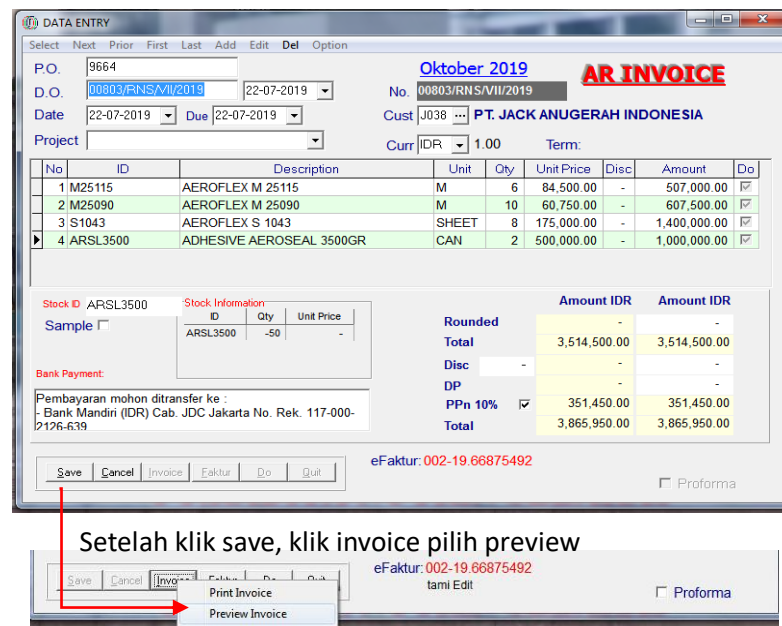 DATA ENTRY
Select Next Prior First Last Add Edit Del Option
P.O. 9664 Oktober 2019 AR INVOICE
D.O. 00803/RNS/VII/2019 22-07-2019 No. 00803/RNS/VII/2019
Date 22-07-2019 Due 22-07-2019 Cust J038 ... PT. JACK ANUGERAH INDONESIA
Project Curr IDR 1.00 Term:
No ID Description Unit Qty Unit Price Disc Amount Do
1 M25115 AEROFLEX M 25115 M 6 84,500.00 - 507,000.00
2 M25090 AEROFLEX M 25090 M 10 60,750.00 - 607,500.00
3 S1043 AEROFLEX S 1043 SHEET 8 175,000.00 - 1,400,000.00
4 ARSL3500 ADHESIVE AEROSEAL 3500GR CAN 2 500,000.00 - 1,000,000.00
Stock ID ARSL3500 Stock Information Amount IDR Amount IDR
Sample ID Qty Unit Price Rounded - -
ARSL3500 -50 - Total 3,514,500.00 3,514,500.00
Disc - - -
Bank Payment: DP - -
Pembayaran mohon ditransfer ke : PPn 10% 351,450.00 351,450.00
- Bank Mandiri (IDR) Cab. JDC Jakarta No. Rek. 117-000-
2126-639 Total 3,865,950.00 3,865,950.00
eFaktur: 002-19.66875492
Save Cancel Invoice Faktur Do Quit Proforma
Setelah klik save, klik invoice pilih preview
eFaktur: 002-19.66875492
Save Cancel Invoice Faktur Do Quit tami Edit Proforma
Print Invoice
Preview Invoice